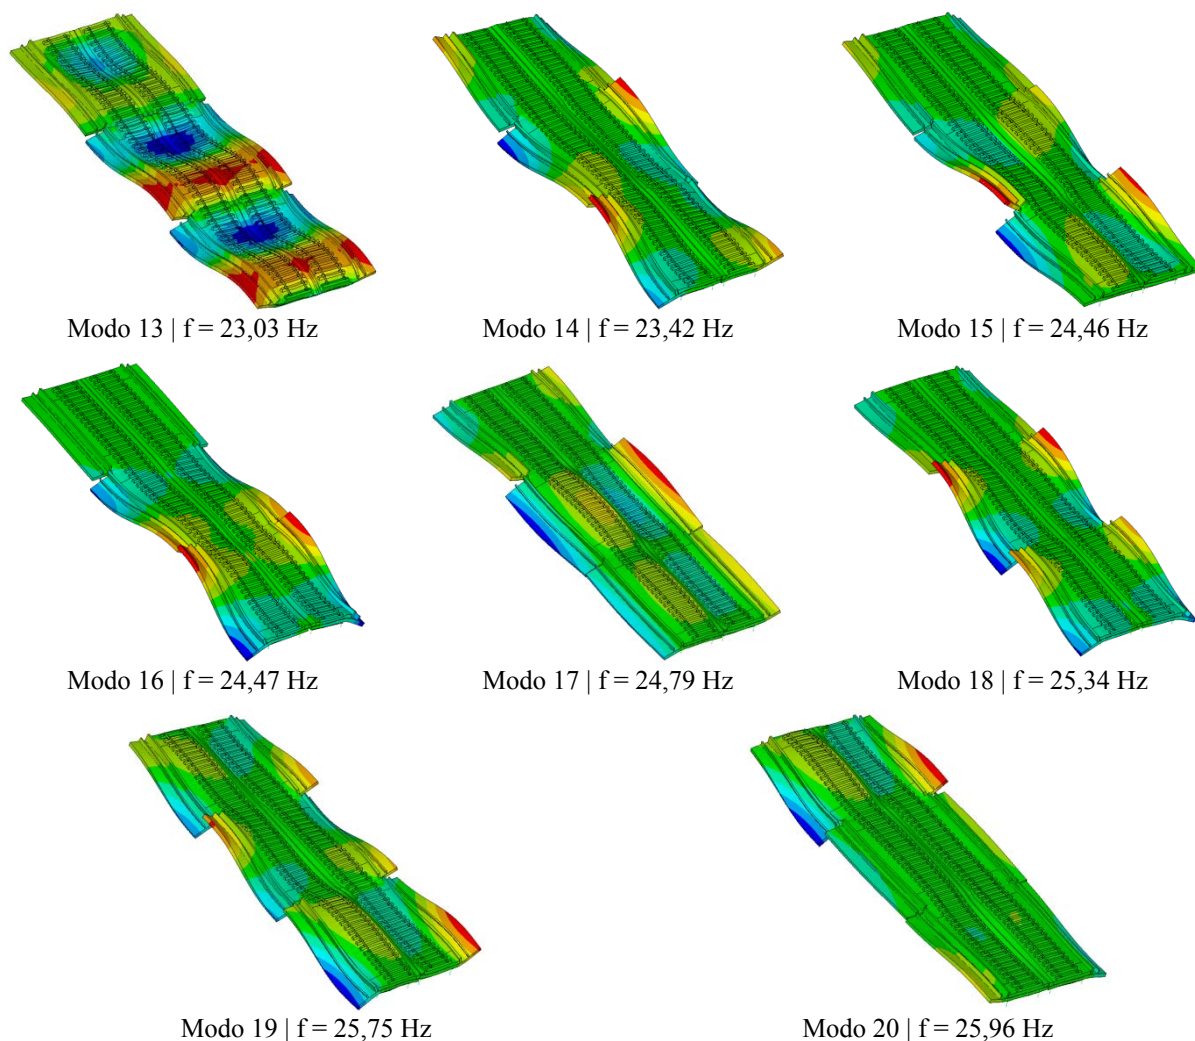 Modo 13 | f = 23,03 Hz
Modo 14 | f = 23,42 Hz
Modo 15 | f = 24,46 Hz
Modo 16 | f = 24,47 Hz
Modo 17 | f = 24,79 Hz
Modo 18 | f = 25,34 Hz
Modo 19 | f = 25,75 Hz
Modo 20 | f = 25,96 Hz